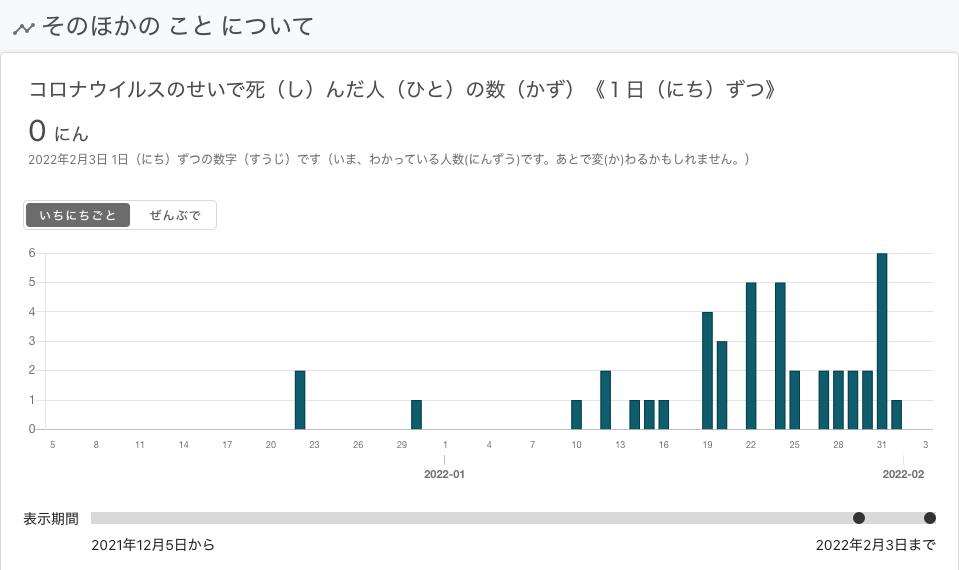 そのほかの こと について
コロナウイルスのせいで死（し）んだ人（ひと）の数（かず）《１日（にち）ずつ》
0 にん
2022年2月3日 1日（にち）ずつの数字（すうじ）です（いま、わかっている人数(にんずう)です。あとで変(か)わるかもしれません。）
いちにちごと ぜんぶで
6
5
4
3
2
1
0
5 8 11 14 17 20 23 26 29 1 4 7 10 13 16 19 22 25 28 31 3
2022-01 2022-02
表示期間
2021年12月5日から 2022年2月3日まで